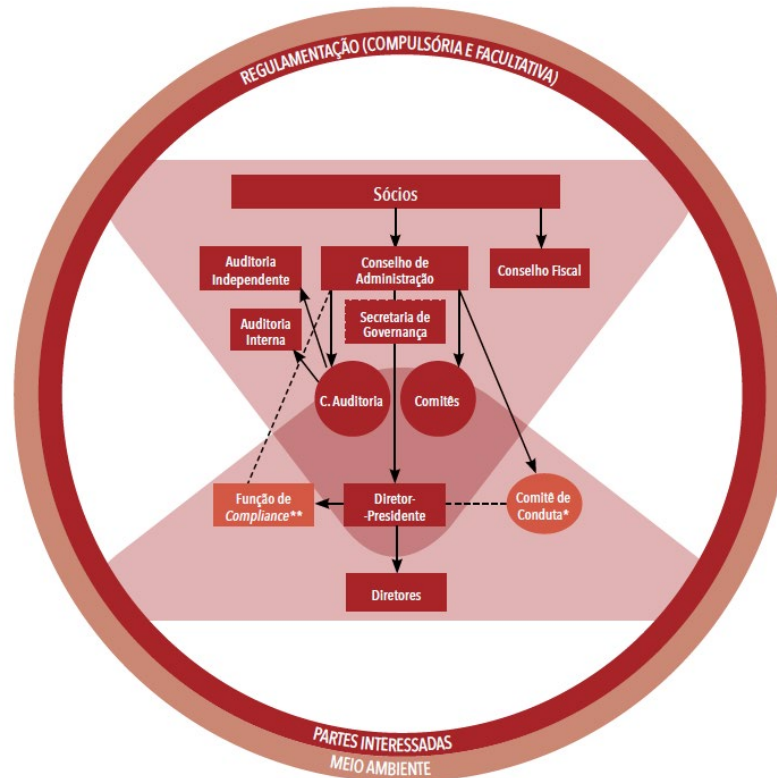 REGULAMENTAÇÃO (COMPULSÓRIA E FACULTATIVA)
Sócios
Auditoria
Independente
Conselho de
Administração
Conselho Fiscal
Auditoria
Interna
Secretaria de
Governança
C. Auditoria
Comitês
Função de
Compliance**
Diretor-
-Presidente
Comitê de
Conduta*
Diretores
PARTES INTERESSADAS
MEIO AMBIENTE